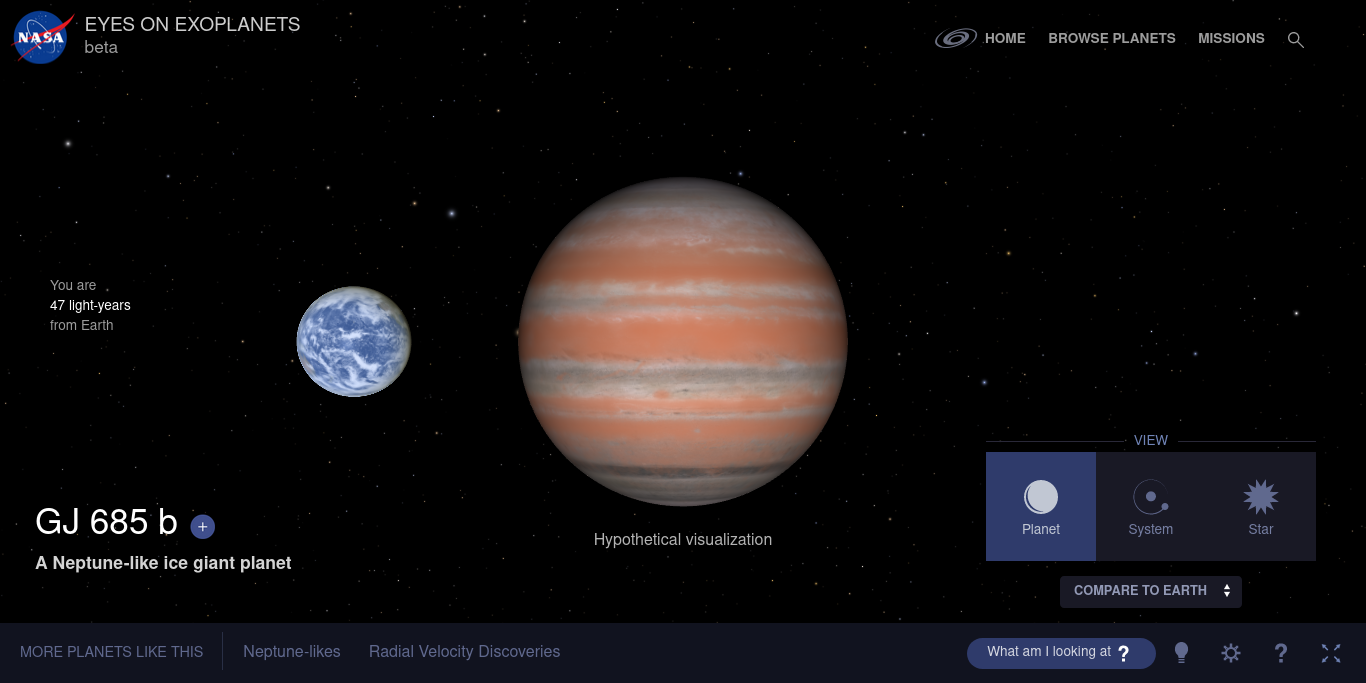 NASA
EYES ON EXOPLANETS
beta
HOME
BROWSE PLANETS
MISSIONS
You are
47 light-years
from Earth
GJ 685 b +
A Neptune-like ice giant planet
Hypothetical visualization
VIEW
Planet
System
Star
COMPARE TO EARTH
MORE PLANETS LIKE THIS
Neptune-likes
Radial Velocity Discoveries
What am I looking at ?
?